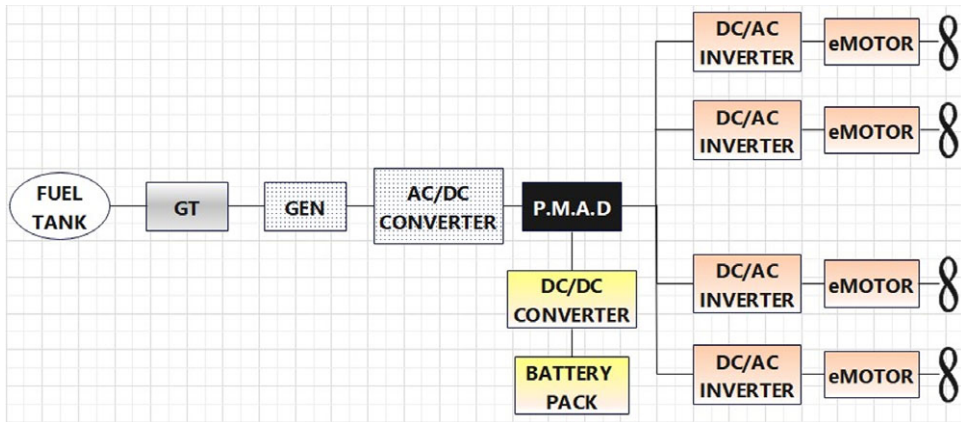 FUEL
TANK
GT
GEN
AC/DC
CONVERTER
P.M.A.D
DC/DC
CONVERTER
BATTERY
PACK
DC/AC
INVERTER
eMOTOR
DC/AC
INVERTER
eMOTOR
DC/AC
INVERTER
eMOTOR
DC/AC
INVERTER
eMOTOR